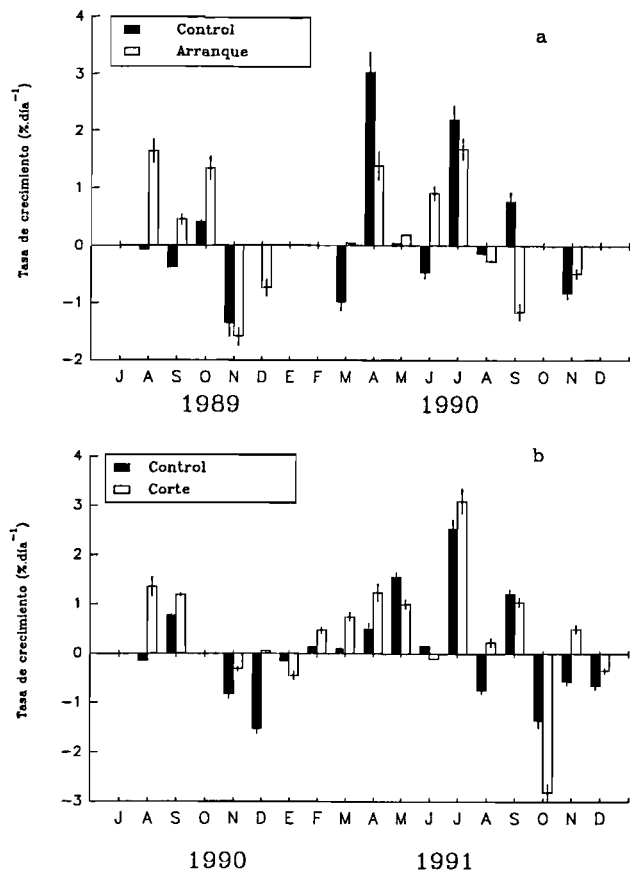 Control
Arranque
a
Tasa de crecimiento (%.día⁻¹)
4
3
2
1
0
-1
-2
J A S O N D E F M A M J J A S O N D
1989 1990
Control
Corte
b
Tasa de crecimiento (%.día⁻¹)
4
3
2
1
0
-1
-2
-3
J A S O N D E F M A M J J A S O N D
1990 1991